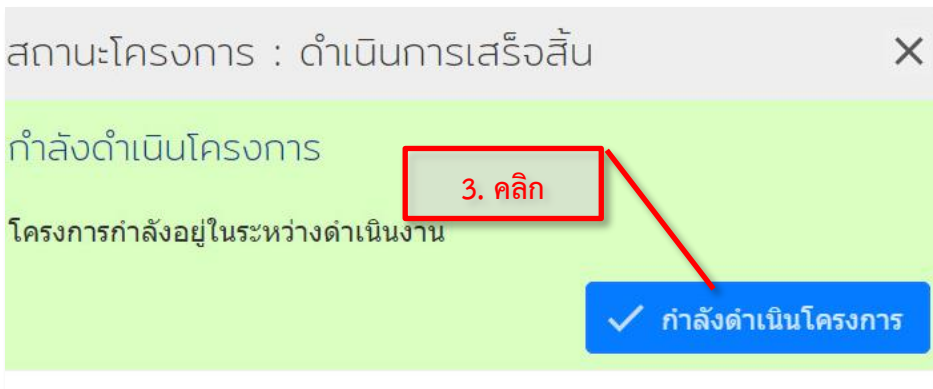 สถานะโครงการ : ดำเนินการเสร็จสิ้น
กำลังดำเนินโครงการ
3. คลิก
โครงการกำลังอยู่ในระหว่างดำเนินงาน
กำลังดำเนินโครงการ